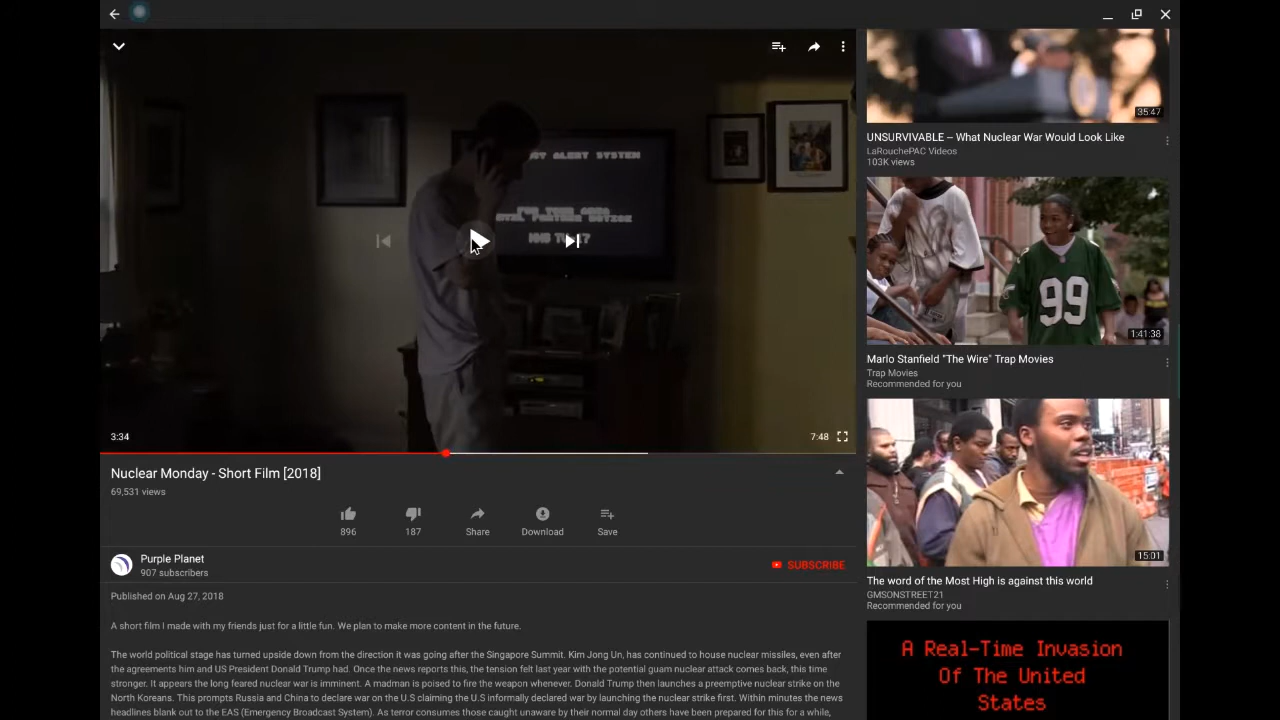 ALERT SYSTEM
3:34
7:48
Nuclear Monday - Short Film [2018]
69,531 views
896
187
Share
Download
Save
Purple Planet
907 subscribers
SUBSCRIBE
Published on Aug 27, 2018
A short film I made with my friends just for a little fun. We plan to make more content in the future.
The world political stage has turned upside down from the direction it was going after the Singapore Summit. Kim Jong Un, has continued to house nuclear missiles, even after
the agreements him and US President Donald Trump had. Once the news reports this, the tension felt last year with the potential guam nuclear attack comes back, this time
stronger. It appears the long feared nuclear war is imminent. A madman is poised to fire the weapon whenever. Donald Trump then launches a preemptive nuclear strike on the
North Koreans. This prompts Russia and China to declare war on the U.S claiming the U.S informally declared war by launching the nuclear strike first. Within minutes the news
headlines blank out to the EAS (Emergency Broadcast System). As terror consumes those caught unaware by their normal day others have been prepared for this for a while,
35:47
UNSURVIVABLE – What Nuclear War Would Look Like
LaRouchePAC Videos
103K views
99
1:41:38
Marlo Stanfield "The Wire" Trap Movies
Trap Movies
Recommended for you
15:01
The word of the Most High is against this world
GMSONSTREET21
Recommended for you
A Real-Time Invasion
Of The United
States